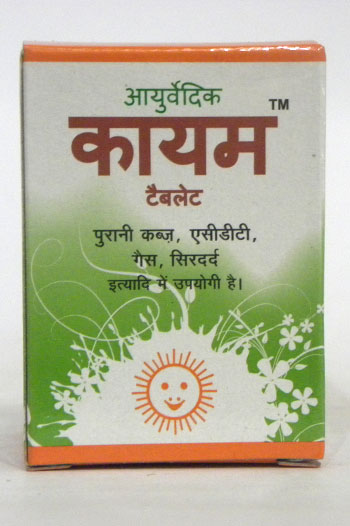 आयुर्वेदिक
कायम TM
टैबलेट
पुरानी कब्ज़, एसीडीटी,
गैस, सिरदर्द
इत्यादि में उपयोगी है।